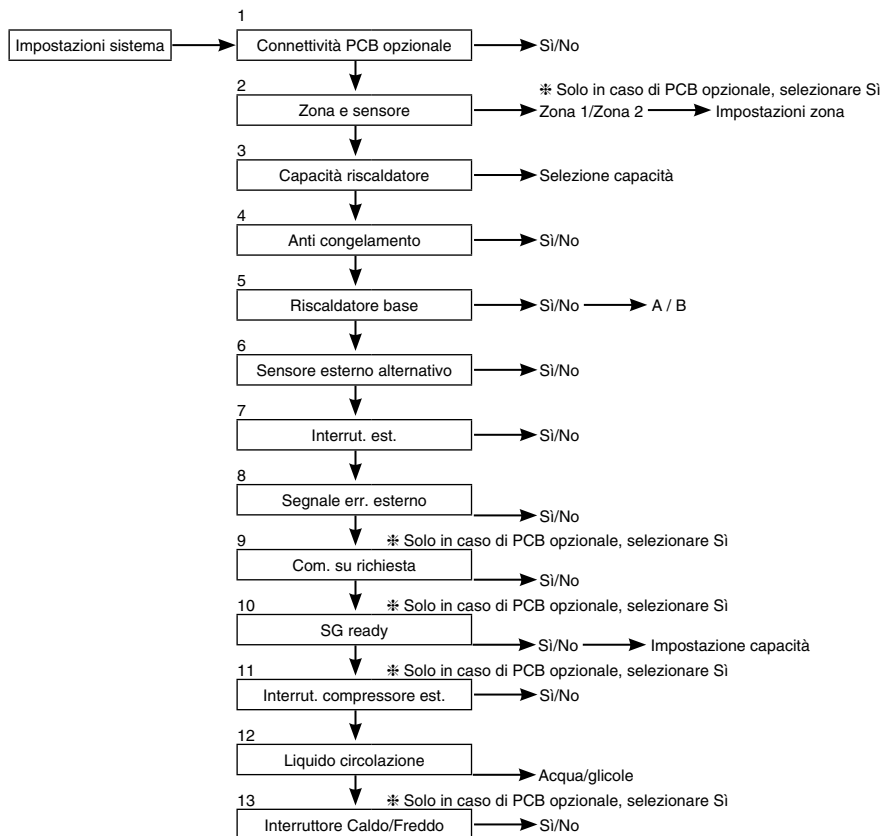 1
Impostazioni sistema
Connettività PCB opzionale
Sì/No
2
❈ Solo in caso di PCB opzionale, selezionare Sì
Zona e sensore
Zona 1/Zona 2
Impostazioni zona
3
Capacità riscaldatore
Selezione capacità
4
Anti congelamento
Sì/No
5
Riscaldatore base
Sì/No
A / B
6
Sensore esterno alternativo
Sì/No
7
Interrut. est.
Sì/No
8
Segnale err. esterno
Sì/No
9
❈ Solo in caso di PCB opzionale, selezionare Sì
Com. su richiesta
Sì/No
10
❈ Solo in caso di PCB opzionale, selezionare Sì
SG ready
Sì/No
Impostazione capacità
11
❈ Solo in caso di PCB opzionale, selezionare Sì
Interrut. compressore est.
Sì/No
12
Liquido circolazione
Acqua/glicole
13
❈ Solo in caso di PCB opzionale, selezionare Sì
Interruttore Caldo/Freddo
Sì/No